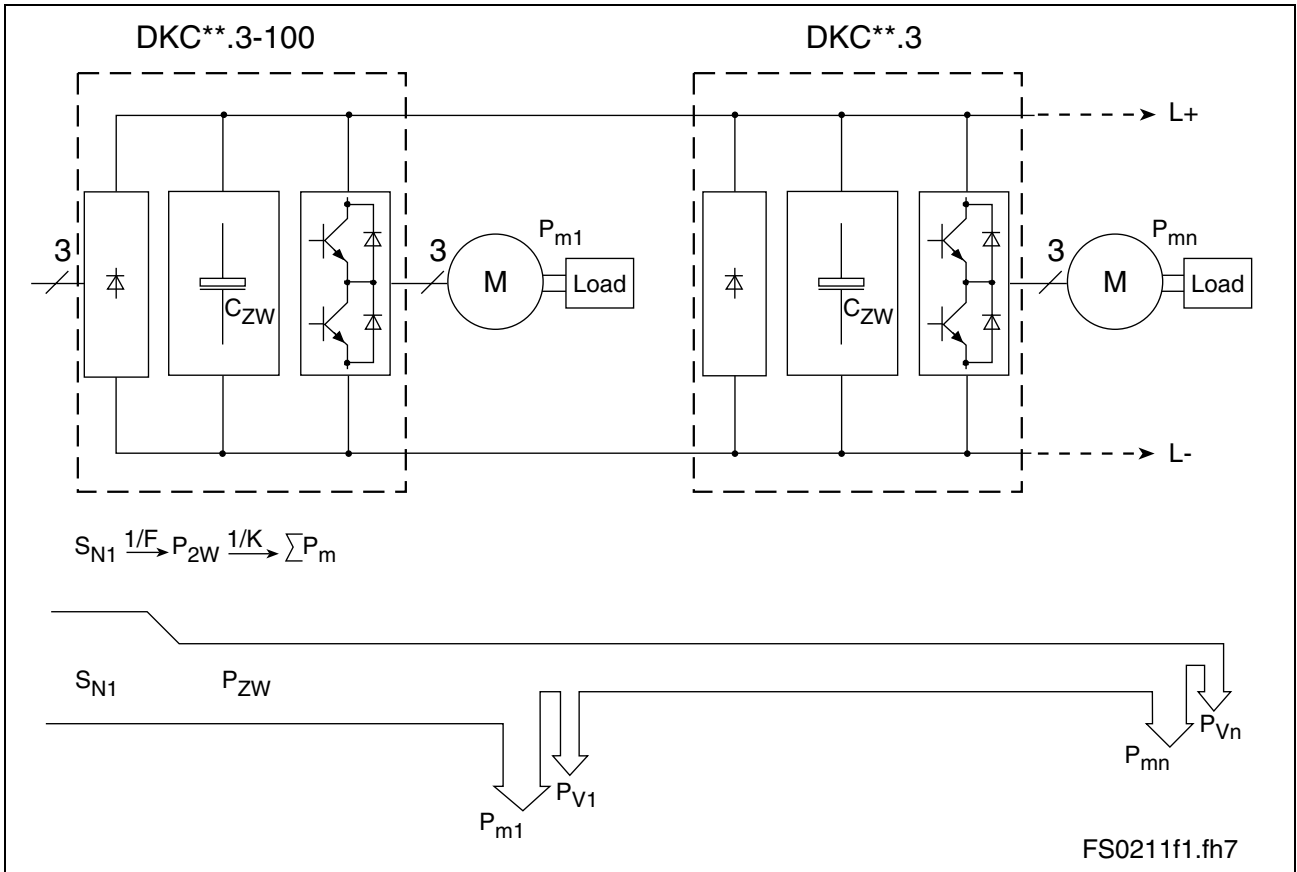 DKC**.3-100 DKC**.3
L+
3 C_ZW 3 M P_m1 Load C_ZW 3 M P_mn Load
L-
S_N1 1/F P_2W 1/K ∑P_m
S_N1 P_ZW
P_m1 P_V1 P_mn P_Vn
FS0211f1.fh7